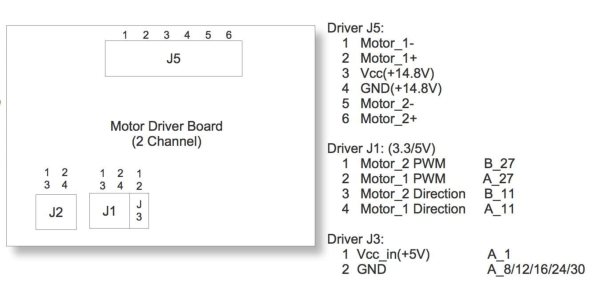 1 2 3 4 5 6
J5
Motor Driver Board
(2 Channel)
1 2 1 2 1
3 4 3 4 2
J2 J1 J
3
Driver J5:
1 Motor_1-
2 Motor_1+
3 Vcc(+14.8V)
4 GND(+14.8V)
5 Motor_2-
6 Motor_2+
Driver J1: (3.3/5V)
1 Motor_2 PWM B_27
2 Motor_1 PWM A_27
3 Motor_2 Direction B_11
4 Motor_1 Direction A_11
Driver J3:
1 Vcc_in(+5V) A_1
2 GND A_8/12/16/24/30